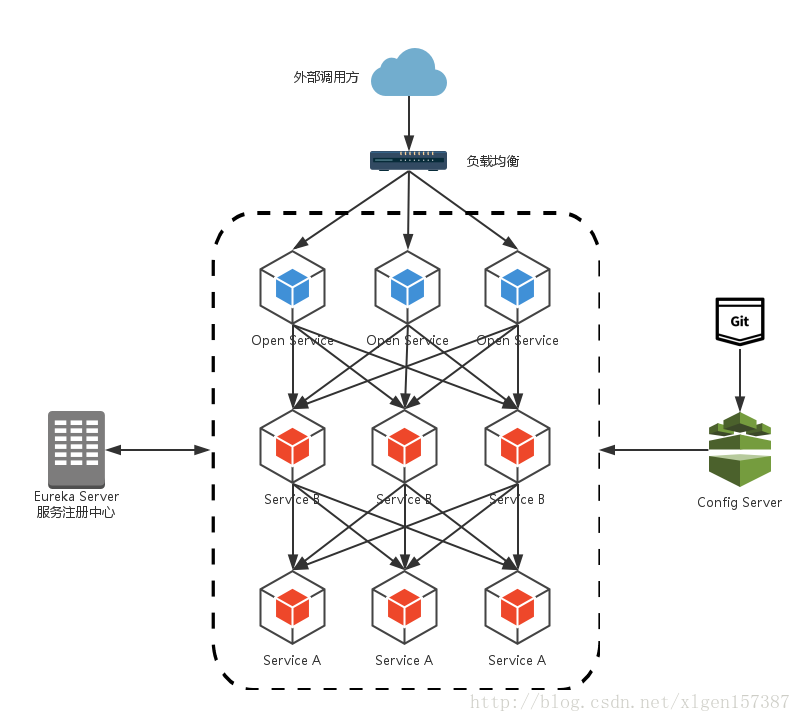 外部调用方
负载均衡
Open Service
Open Service
Open Service
Git
Eureka Server
服务注册中心
Service B
Service B
Service B
Config Server
Service A
Service A
Service A
http://blog.csdn.net/xlgen157387